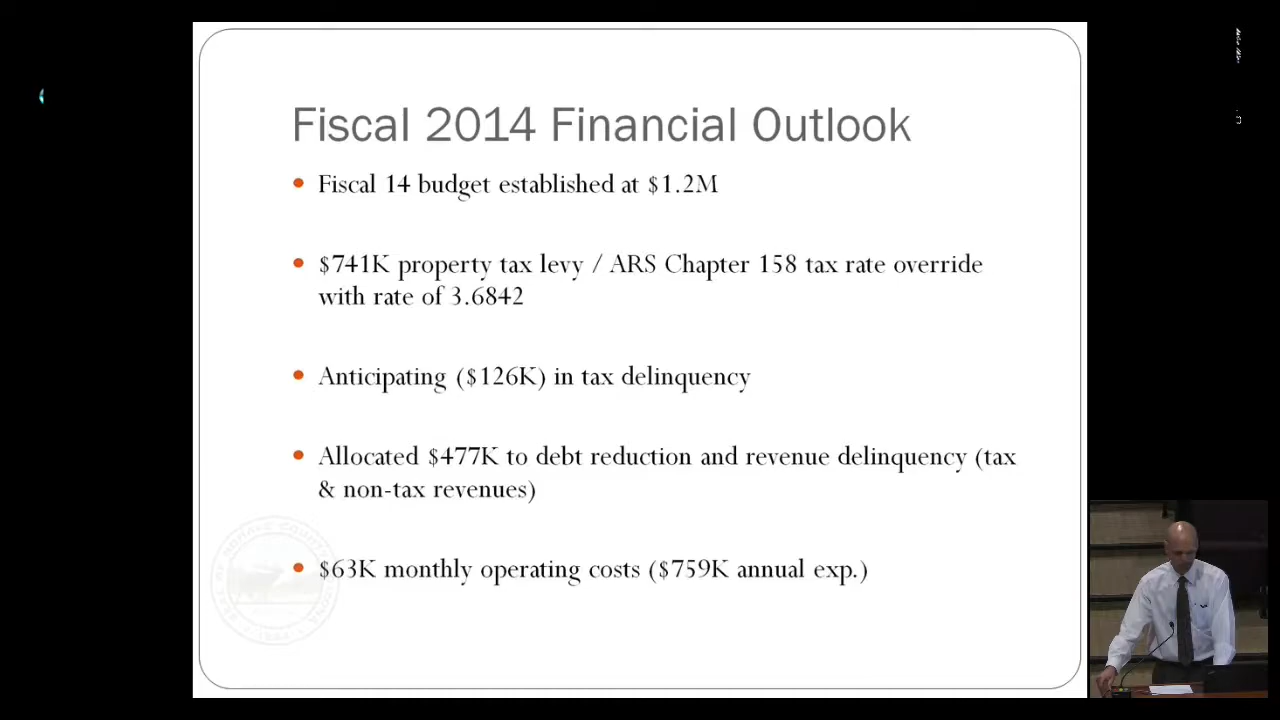 Fiscal 2014 Financial Outlook
Fiscal 14 budget established at $1.2M
$741K property tax levy / ARS Chapter 158 tax rate override
with rate of 3.6842
Anticipating ($126K) in tax delinquency
Allocated $477K to debt reduction and revenue delinquency (tax
& non-tax revenues)
$63K monthly operating costs ($759K annual exp.)